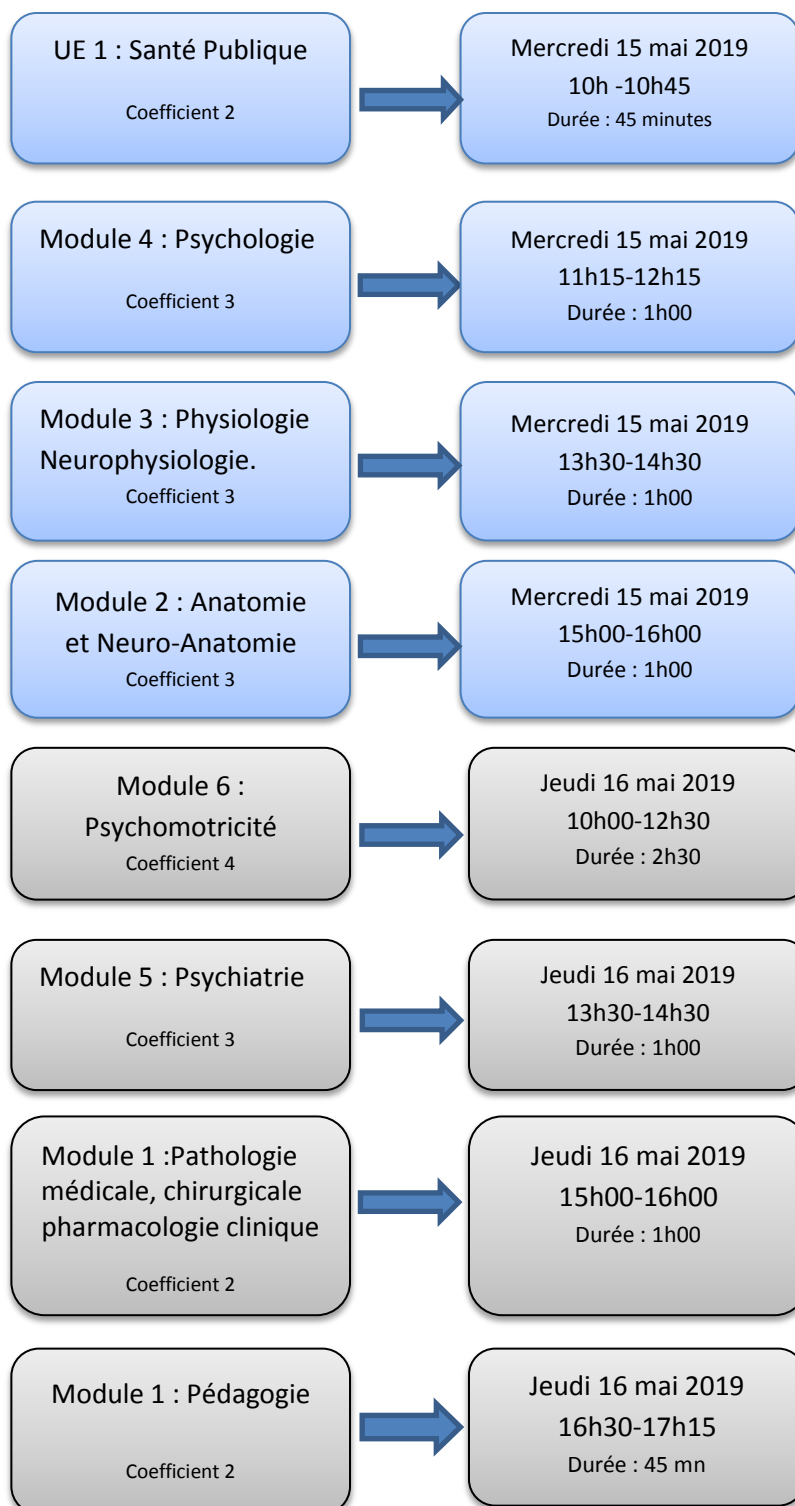 UE 1 : Santé Publique
Coefficient 2
Mercredi 15 mai 2019
10h -10h45
Durée : 45 minutes
Module 4 : Psychologie
Coefficient 3
Mercredi 15 mai 2019
11h15-12h15
Durée : 1h00
Module 3 : Physiologie
Neurophysiologie.
Coefficient 3
Mercredi 15 mai 2019
13h30-14h30
Durée : 1h00
Module 2 : Anatomie
et Neuro-Anatomie
Coefficient 3
Mercredi 15 mai 2019
15h00-16h00
Durée : 1h00
Module 6 :
Psychomotricité
Coefficient 4
Jeudi 16 mai 2019
10h00-12h30
Durée : 2h30
Module 5 : Psychiatrie
Coefficient 3
Jeudi 16 mai 2019
13h30-14h30
Durée : 1h00
Module 1 :Pathologie
médicale, chirurgicale
pharmacologie clinique
Coefficient 2
Jeudi 16 mai 2019
15h00-16h00
Durée : 1h00
Module 1 : Pédagogie
Coefficient 2
Jeudi 16 mai 2019
16h30-17h15
Durée : 45 mn